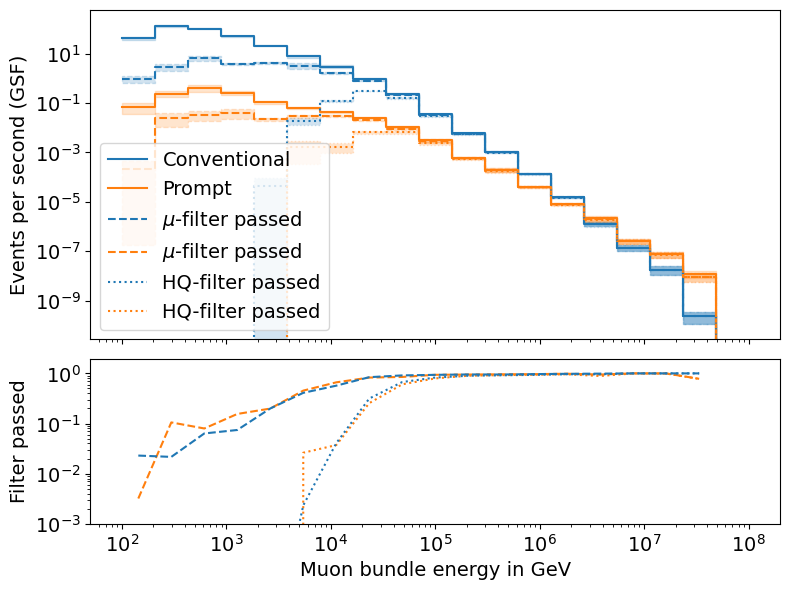 Events per second (GSF)
10^1
10^-1
10^-3
10^-5
10^-7
10^-9
Conventional
Prompt
μ-filter passed
μ-filter passed
HQ-filter passed
HQ-filter passed
Filter passed
10^0
10^-1
10^-2
10^-3
10^2 10^3 10^4 10^5 10^6 10^7 10^8
Muon bundle energy in GeV